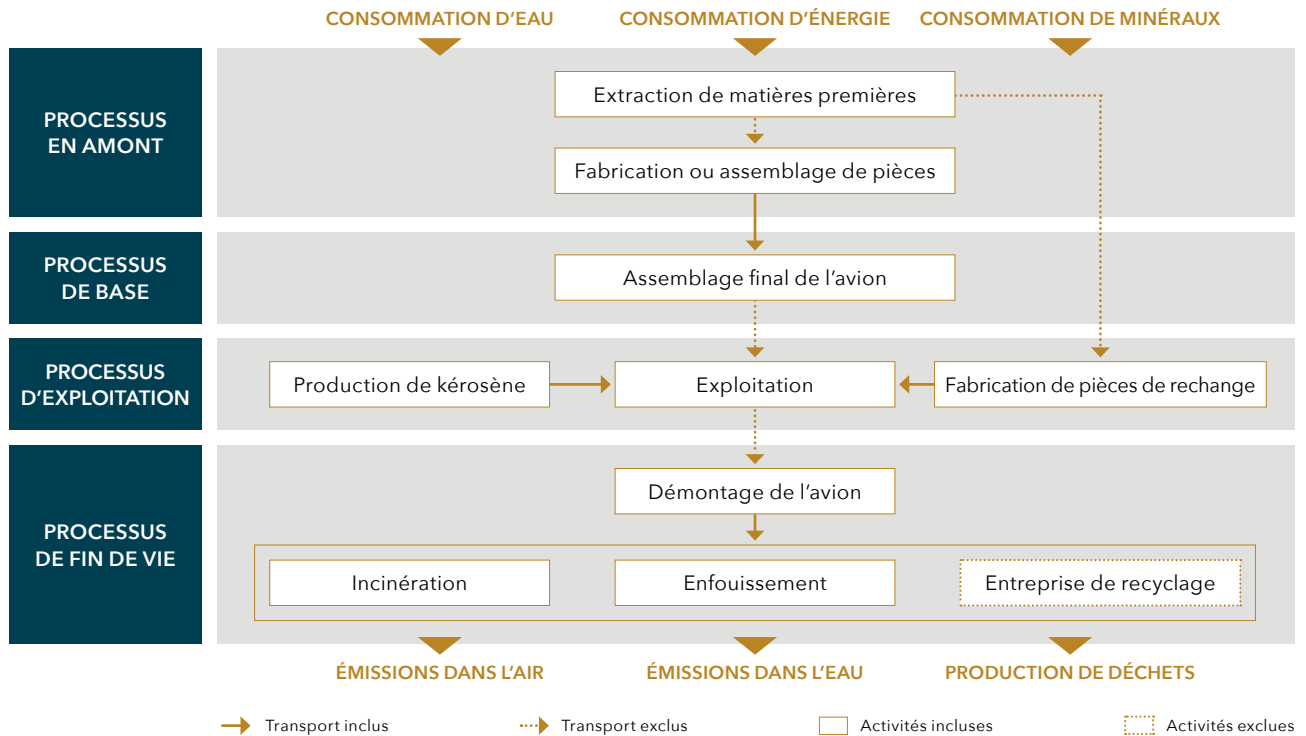 CONSOMMATION D’EAU
CONSOMMATION D’ÉNERGIE
CONSOMMATION DE MINÉRAUX
PROCESSUS
EN AMONT
Extraction de matières premières
Fabrication ou assemblage de pièces
PROCESSUS
DE BASE
Assemblage final de l’avion
PROCESSUS
D’EXPLOITATION
Production de kérosène
Exploitation
Fabrication de pièces de rechange
PROCESSUS
DE FIN DE VIE
Démontage de l’avion
Incinération
Enfouissement
Entreprise de recyclage
ÉMISSIONS DANS L’AIR
ÉMISSIONS DANS L’EAU
PRODUCTION DE DÉCHETS
Transport inclus
Transport exclus
Activités incluses
Activités exclues